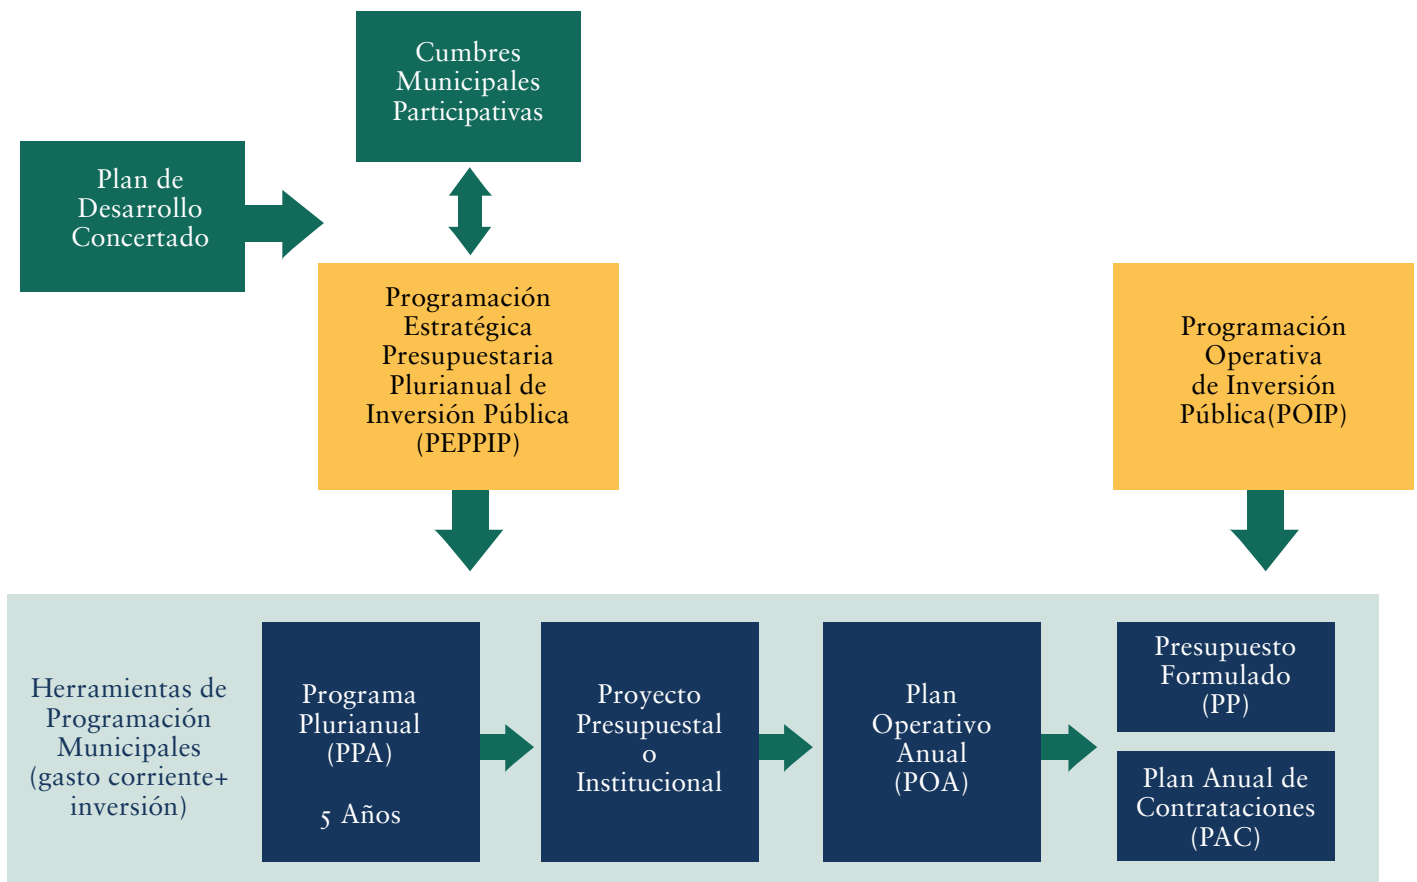 Cumbres
Municipales
Participativas
Plan de
Desarrollo
Concertado
Programación
Estratégica
Presupuestaria
Plurianual de
Inversión Pública
(PEPPIP)
Programación
Operativa
de Inversión
Pública(POIP)
Herramientas de
Programación
Municipales
(gasto corriente+
inversión)
Programa
Plurianual
(PPA)
5 Años
Proyecto
Presupuestal
o
Institucional
Plan
Operativo
Anual
(POA)
Presupuesto
Formulado
(PP)
Plan Anual de
Contrataciones
(PAC)